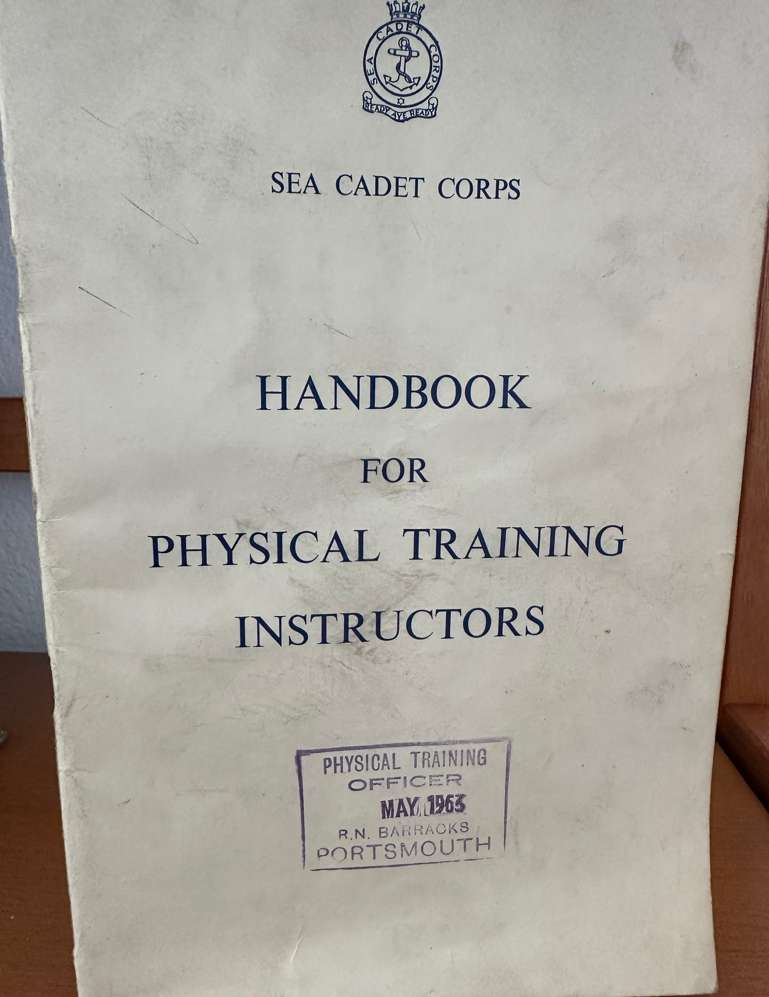 SEA CADET CORPS
READY AYE READY
SEA CADET CORPS
HANDBOOK
FOR
PHYSICAL TRAINING
INSTRUCTORS
PHYSICAL TRAINING
OFFICER
MAY 1963
R.N. BARRACKS
PORTSMOUTH